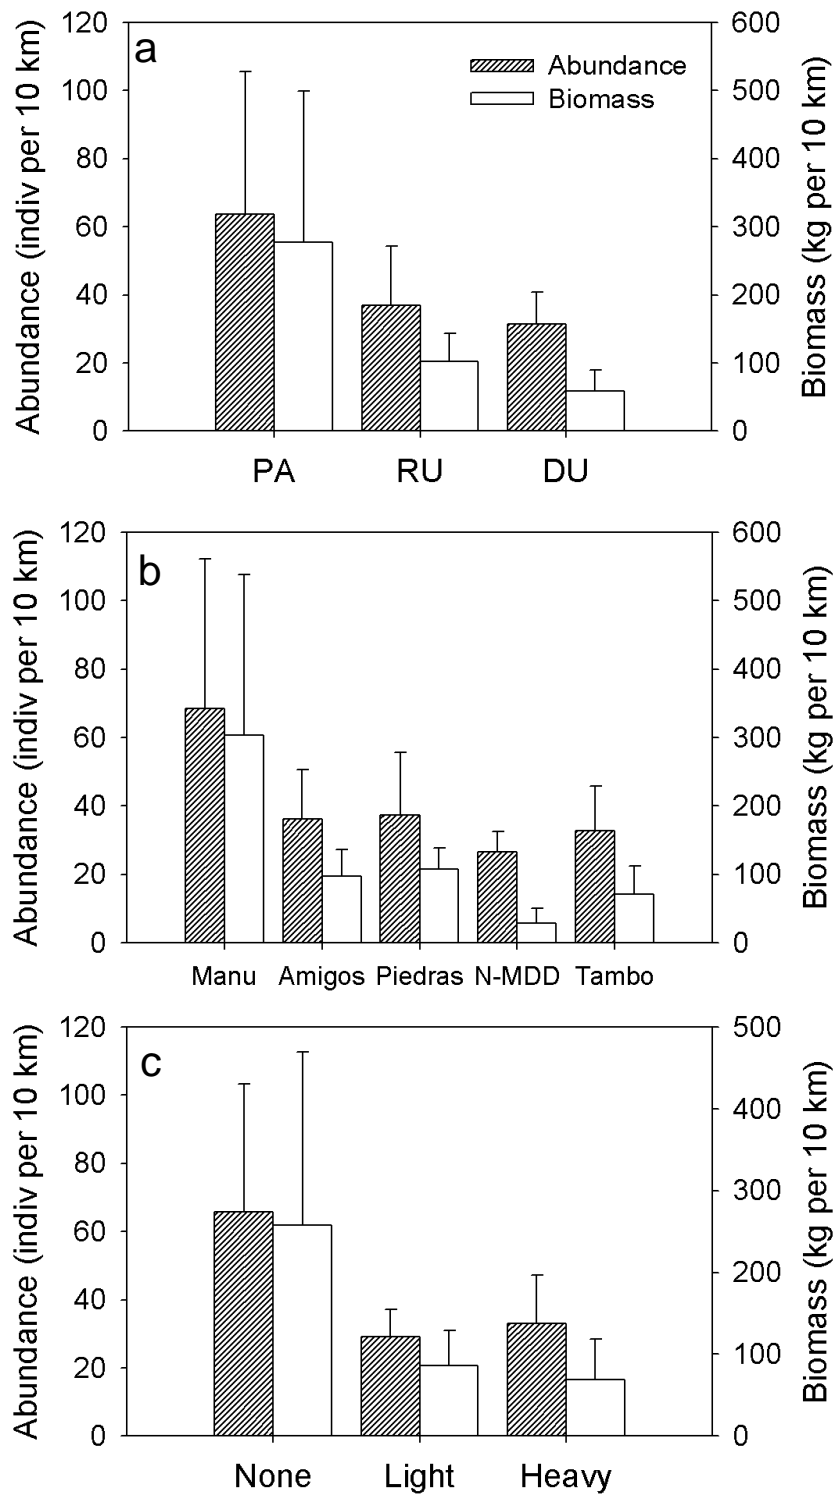 a
Abundance
Biomass
Abundance (indiv per 10 km)
120
100
80
60
40
20
0
Biomass (kg per 10 km)
600
500
400
300
200
100
0
PA RU DU
b
Abundance (indiv per 10 km)
120
100
80
60
40
20
0
Biomass (kg per 10 km)
600
500
400
300
200
100
0
Manu Amigos Piedras N-MDD Tambo
c
Abundance (indiv per 10 km)
120
100
80
60
40
20
0
Biomass (kg per 10 km)
500
400
300
200
100
0
None Light Heavy